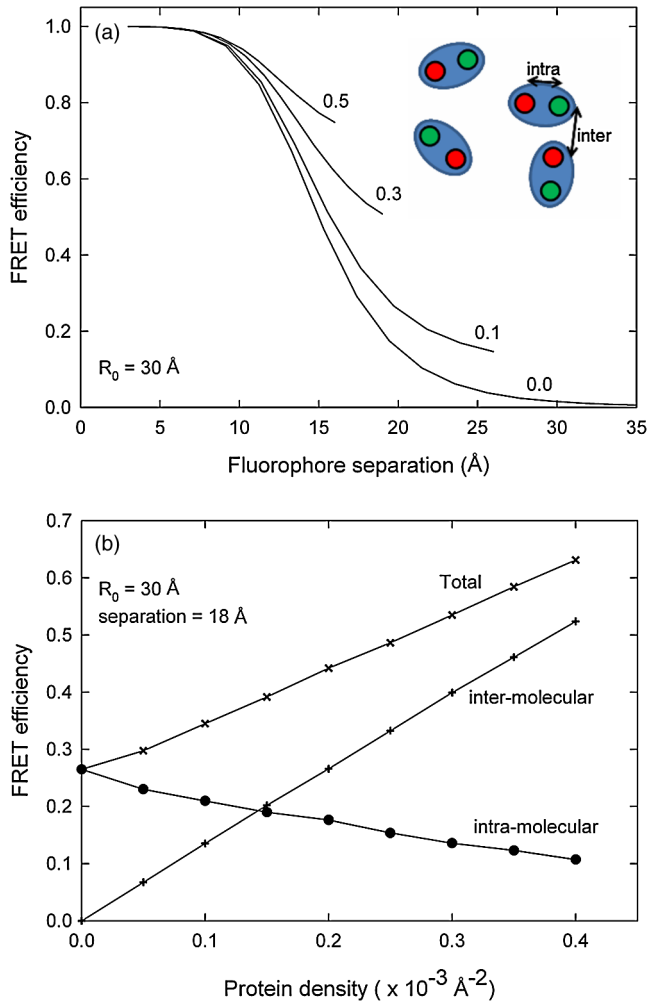 (a)
1.0
0.8
0.6
0.4
0.2
0.0
FRET efficiency
0.5
0.3
0.1
0.0
intra
inter
R0 = 30 Å
0
5
10
15
20
25
30
35
Fluorophore separation (Å)
(b)
0.7
0.6
0.5
0.4
0.3
0.2
0.1
0.0
FRET efficiency
R0 = 30 Å
separation = 18 Å
Total
inter-molecular
intra-molecular
0.0
0.1
0.2
0.3
0.4
Protein density ( x 10-3 Å-2)